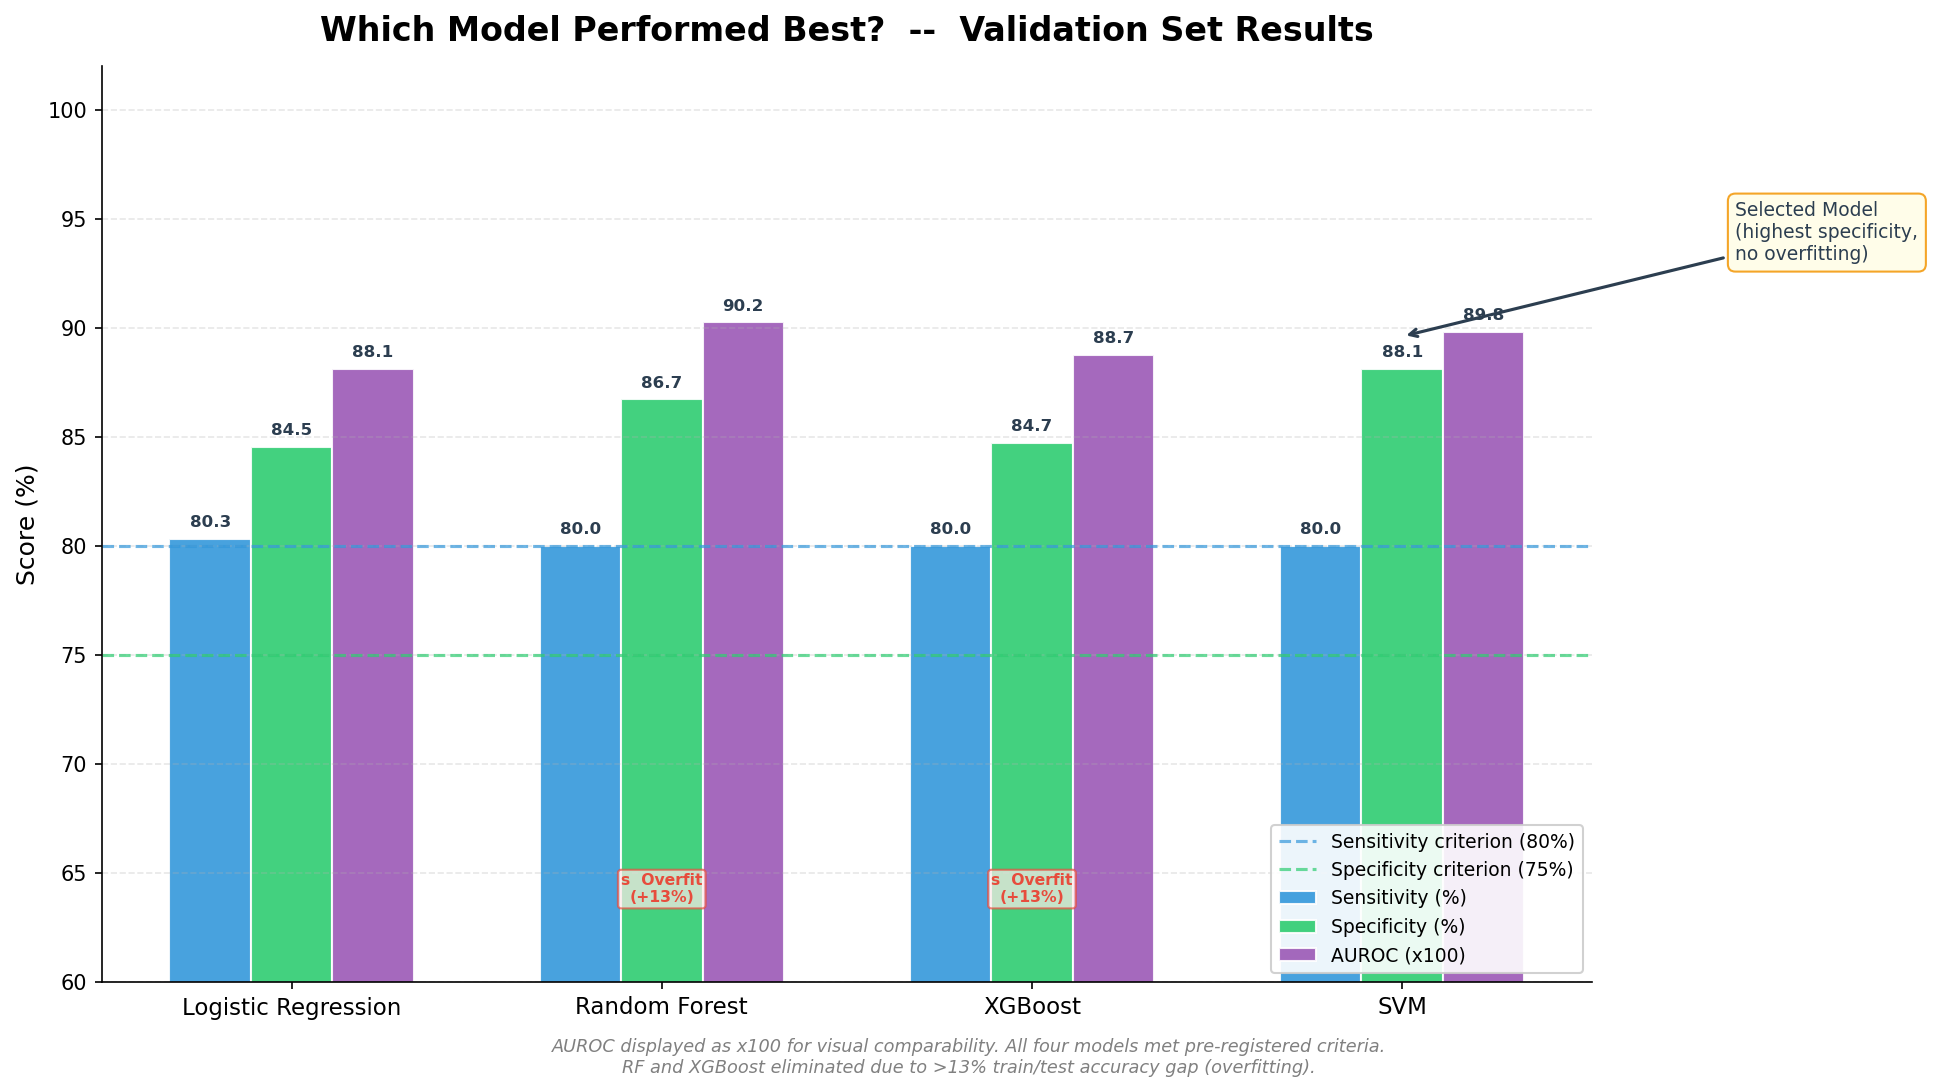 Which Model Performed Best?  --  Validation Set Results
Score (%)
100
95
90
85
80
75
70
65
60
80.3
84.5
88.1
80.0
86.7
90.2
80.0
84.7
88.7
80.0
88.1
89.8
Selected Model
(highest specificity,
no overfitting)
s  Overfit
(+13%)
s  Overfit
(+13%)
Sensitivity criterion (80%)
Specificity criterion (75%)
Sensitivity (%)
Specificity (%)
AUROC (x100)
Logistic Regression
Random Forest
XGBoost
SVM
AUROC displayed as x100 for visual comparability. All four models met pre-registered criteria.
RF and XGBoost eliminated due to >13% train/test accuracy gap (overfitting).